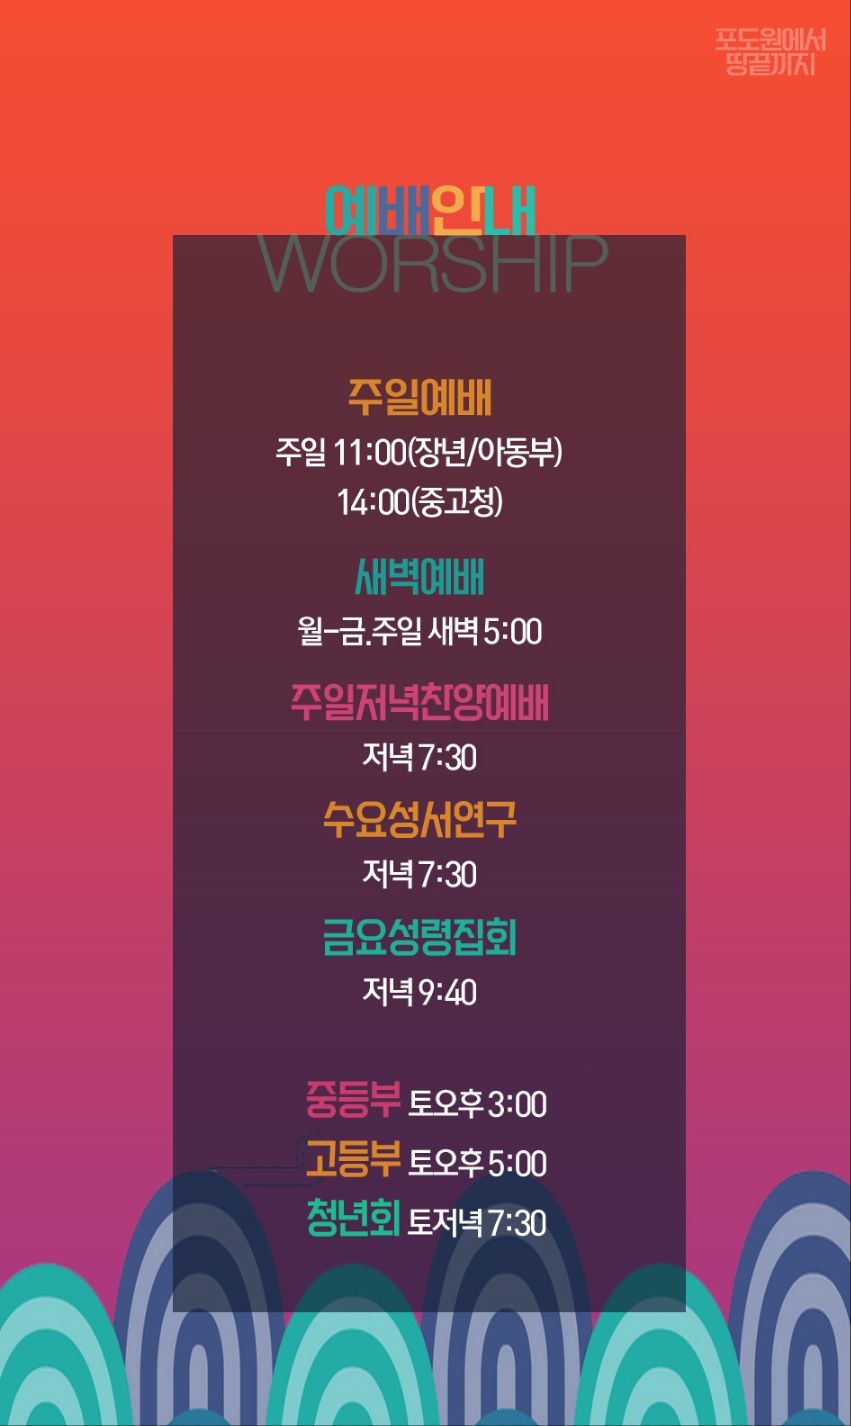 포도원에서
땅끝까지
예배안내
WORSHIP
주일예배
주일 11:00(장년/아동부)
14:00(중고청)
새벽예배
월-금.주일 새벽 5:00
주일저녁찬양예배
저녁 7:30
수요성서연구
저녁 7:30
금요성령집회
저녁 9:40
중등부 토오후 3:00
고등부 토오후 5:00
청년회 토저녁 7:30